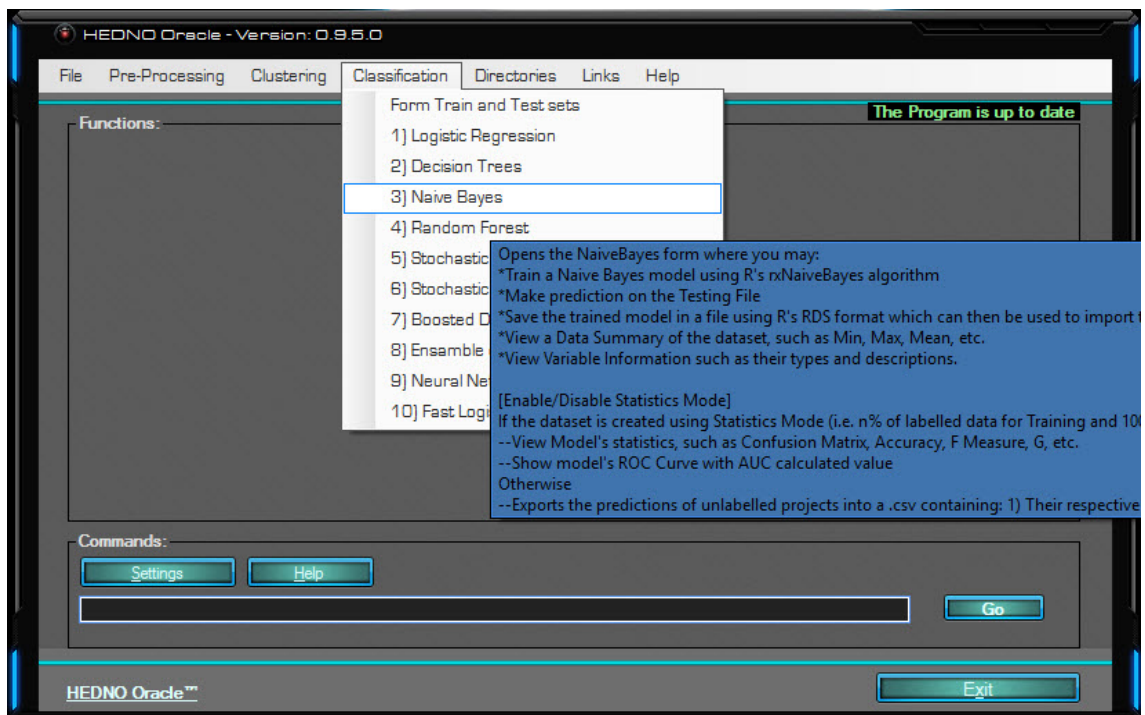 HEDNO Oracle - Version: 0.9.5.0
File Pre-Processing Clustering Classification Directories Links Help
The Program is up to date
Functions:
Form Train and Test sets
1) Logistic Regression
2) Decision Trees
3) Naive Bayes
4) Random Forest
5) Stochastic
6) Stochastic
7) Boosted D
8) Ensamble
9) Neural Ne
10) Fast Logi
Opens the NaiveBayes form where you may:
*Train a Naive Bayes model using R's rxNaiveBayes algorithm
*Make prediction on the Testing File
*Save the trained model in a file using R's RDS format which can then be used to import
*View a Data Summary of the dataset, such as Min, Max, Mean, etc.
*View Variable Information such as their types and descriptions.
[Enable/Disable Statistics Mode]
If the dataset is created using Statistics Mode (i.e. n% of labelled data for Training and 10
--View Model's statistics, such as Confusion Matrix, Accuracy, F Measure, G, etc.
--Show model's ROC Curve with AUC calculated value
Otherwise
--Exports the predictions of unlabelled projects into a .csv containing: 1) Their respective
Commands:
Settings Help
Go
HEDNO Oracle™
Exit